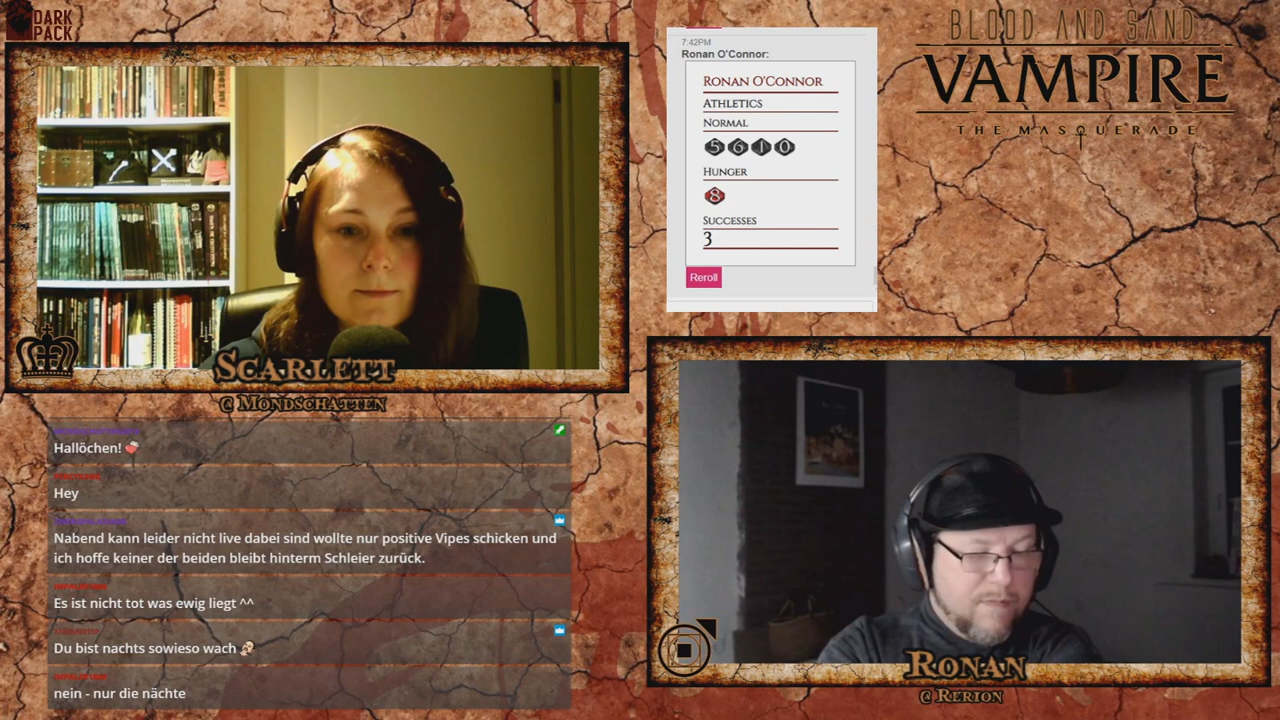 DARK
PACK
7:42PM
Ronan O'Connor:
RONAN O'CONNOR
ATHLETICS
NORMAL
5 6 1 0
HUNGER
8
SUCCESSES
3
Reroll
BLOOD AND SAND
VAMPIRE
THE MASQUERADE
SCARLETT
@ MONDSCHATTEN
Hallöchen!
Hey
Nabend kann leider nicht live dabei sind wollte nur positive Vipes schicken und
ich hoffe keiner der beiden bleibt hinterm Schleier zurück.
Es ist nicht tot was ewig liegt ^^
Du bist nachts sowieso wach
nein - nur die nächte
RONAN
@ RERION